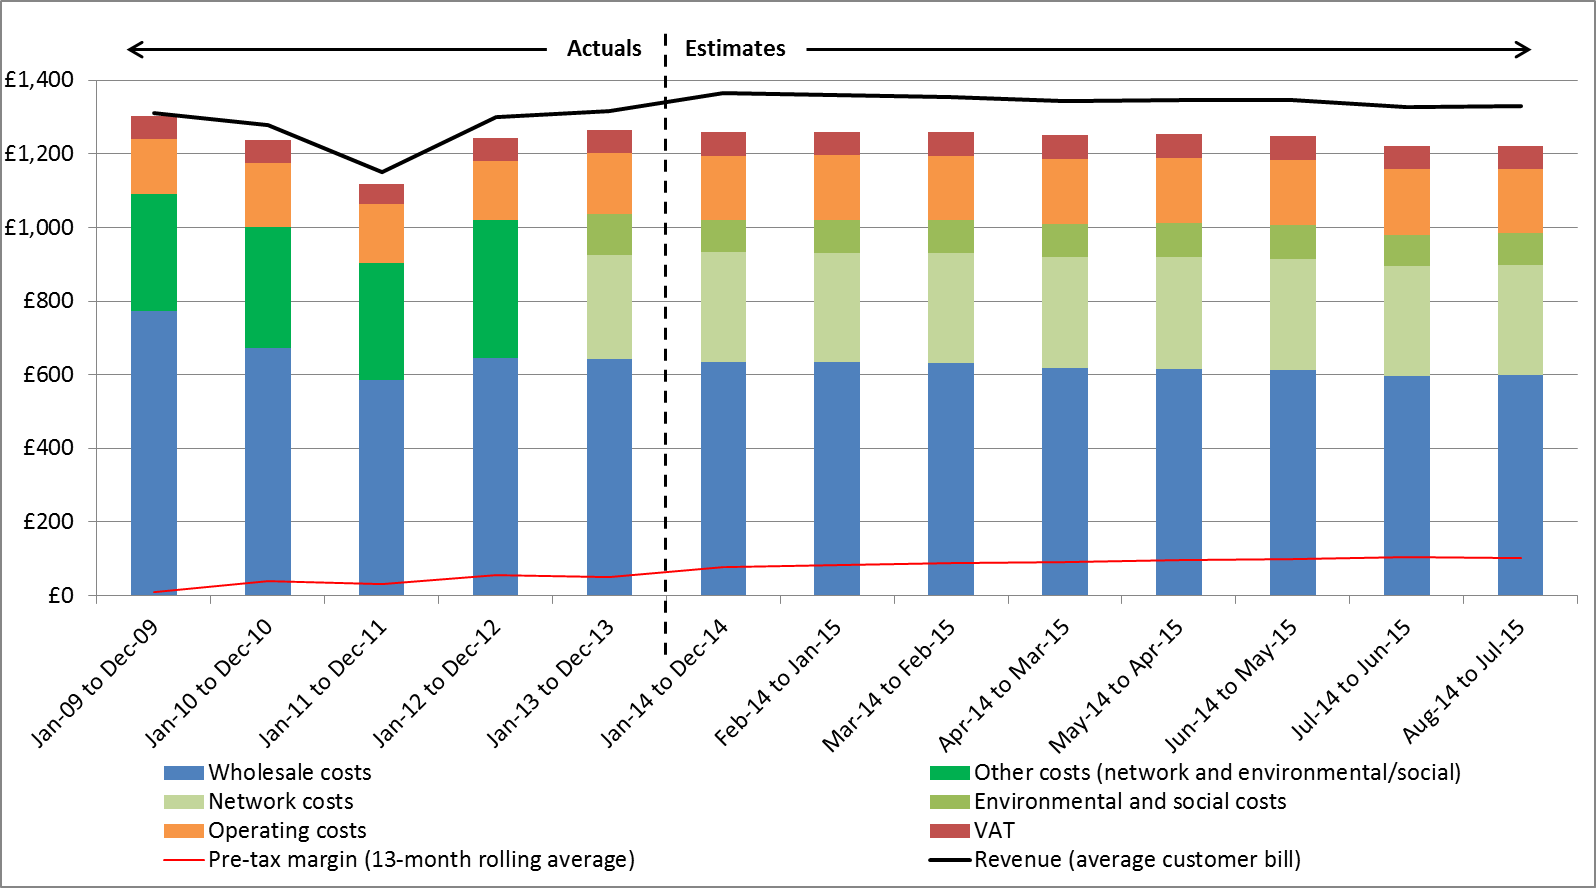 Actuals Estimates
£1,400
£1,200
£1,000
£800
£600
£400
£200
£0
Jan-09 to Dec-09
Jan-10 to Dec-10
Jan-11 to Dec-11
Jan-12 to Dec-12
Jan-13 to Dec-13
Jan-14 to Dec-14
Feb-14 to Jan-15
Mar-14 to Feb-15
Apr-14 to Mar-15
May-14 to Apr-15
Jun-14 to May-15
Jul-14 to Jun-15
Aug-14 to Jul-15
Wholesale costs
Other costs (network and environmental/social)
Network costs
Environmental and social costs
Operating costs
VAT
Pre-tax margin (13-month rolling average)
Revenue (average customer bill)